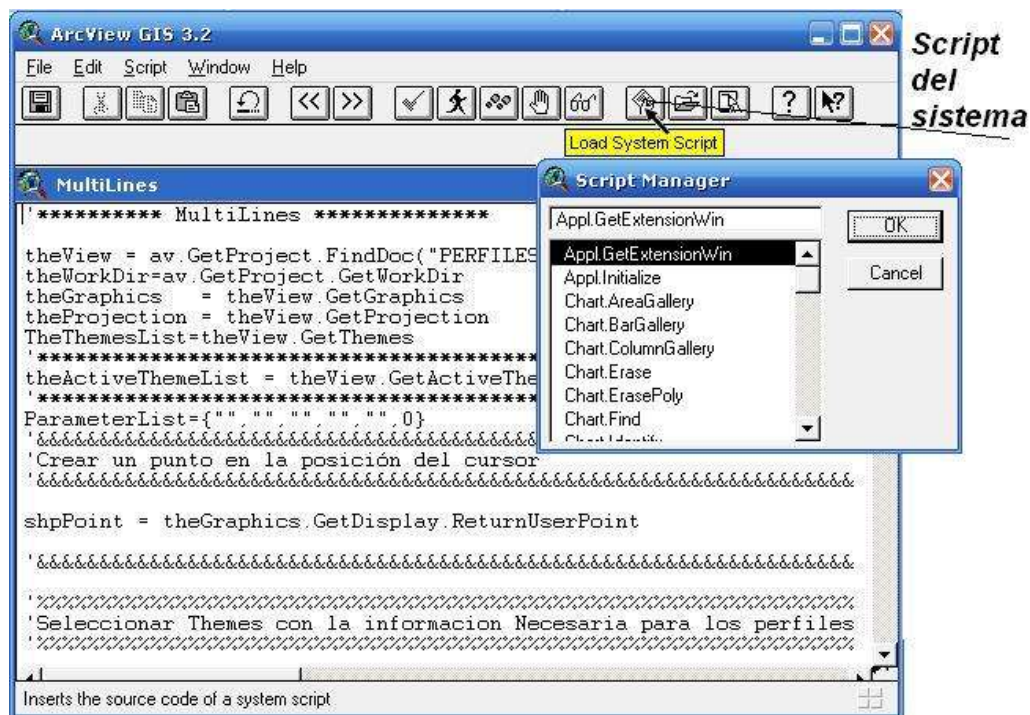 ArcView GIS 3.2
File Edit Script Window Help
Script
del
sistema
Load System Script
MultiLines
'********** MultiLines **************
theView = av.GetProject.FindDoc("PERFILES
theWorkDir=av.GetProject.GetWorkDir
theGraphics = theView.GetGraphics
theProjection = theView.GetProjection
TheThemesList=theView.GetThemes
theActiveThemeList = theView.GetActiveThe
ParameterList={"","","","","",0}
'Crear un punto en la posición del cursor
shpPoint = theGraphics.GetDisplay.ReturnUserPoint
'Seleccionar Themes con la informacion Necesaria para los perfiles
Script Manager
Appl.GetExtensionWin
OK
Cancel
Appl.GetExtensionWin
Appl.Initialize
Chart.AreaGallery
Chart.BarGallery
Chart.ColumnGallery
Chart.Erase
Chart.ErasePoly
Chart.Find
Inserts the source code of a system script